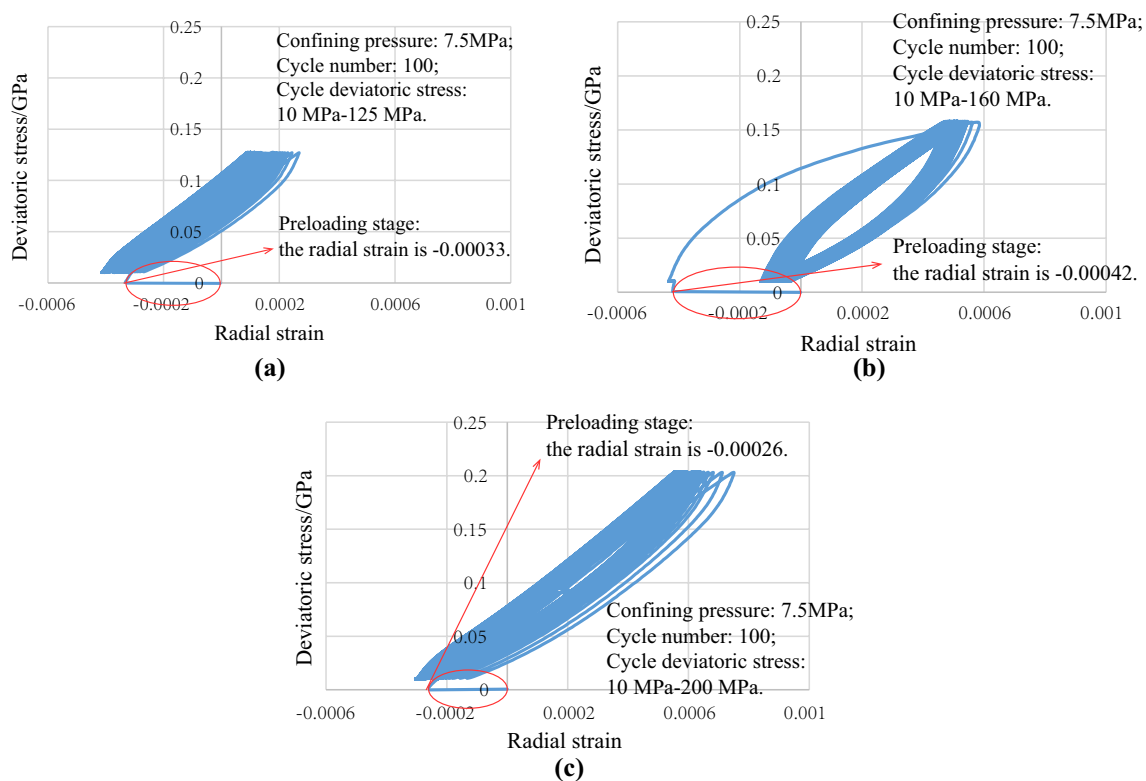 0.25
0.2
0.15
0.1
0.05
0
-0.0006
-0.0002
0.0002
0.0006
0.001
Deviatoric stress/GPa
Radial strain
Confining pressure: 7.5MPa;
Cycle number: 100;
Cycle deviatoric stress:
10 MPa-125 MPa.
Preloading stage:
the radial strain is -0.00033.
(a)
0.25
0.2
0.15
0.1
0.05
0
-0.0006
-0.0002
0.0002
0.0006
0.001
Deviatoric stress/GPa
Radial strain
Confining pressure: 7.5MPa;
Cycle number: 100;
Cycle deviatoric stress:
10 MPa-160 MPa.
Preloading stage:
the radial strain is -0.00042.
(b)
0.25
0.2
0.15
0.1
0.05
0
-0.0006
-0.0002
0.0002
0.0006
0.001
Deviatoric stress/GPa
Radial strain
Preloading stage:
the radial strain is -0.00026.
Confining pressure: 7.5MPa;
Cycle number: 100;
Cycle deviatoric stress:
10 MPa-200 MPa.
(c)